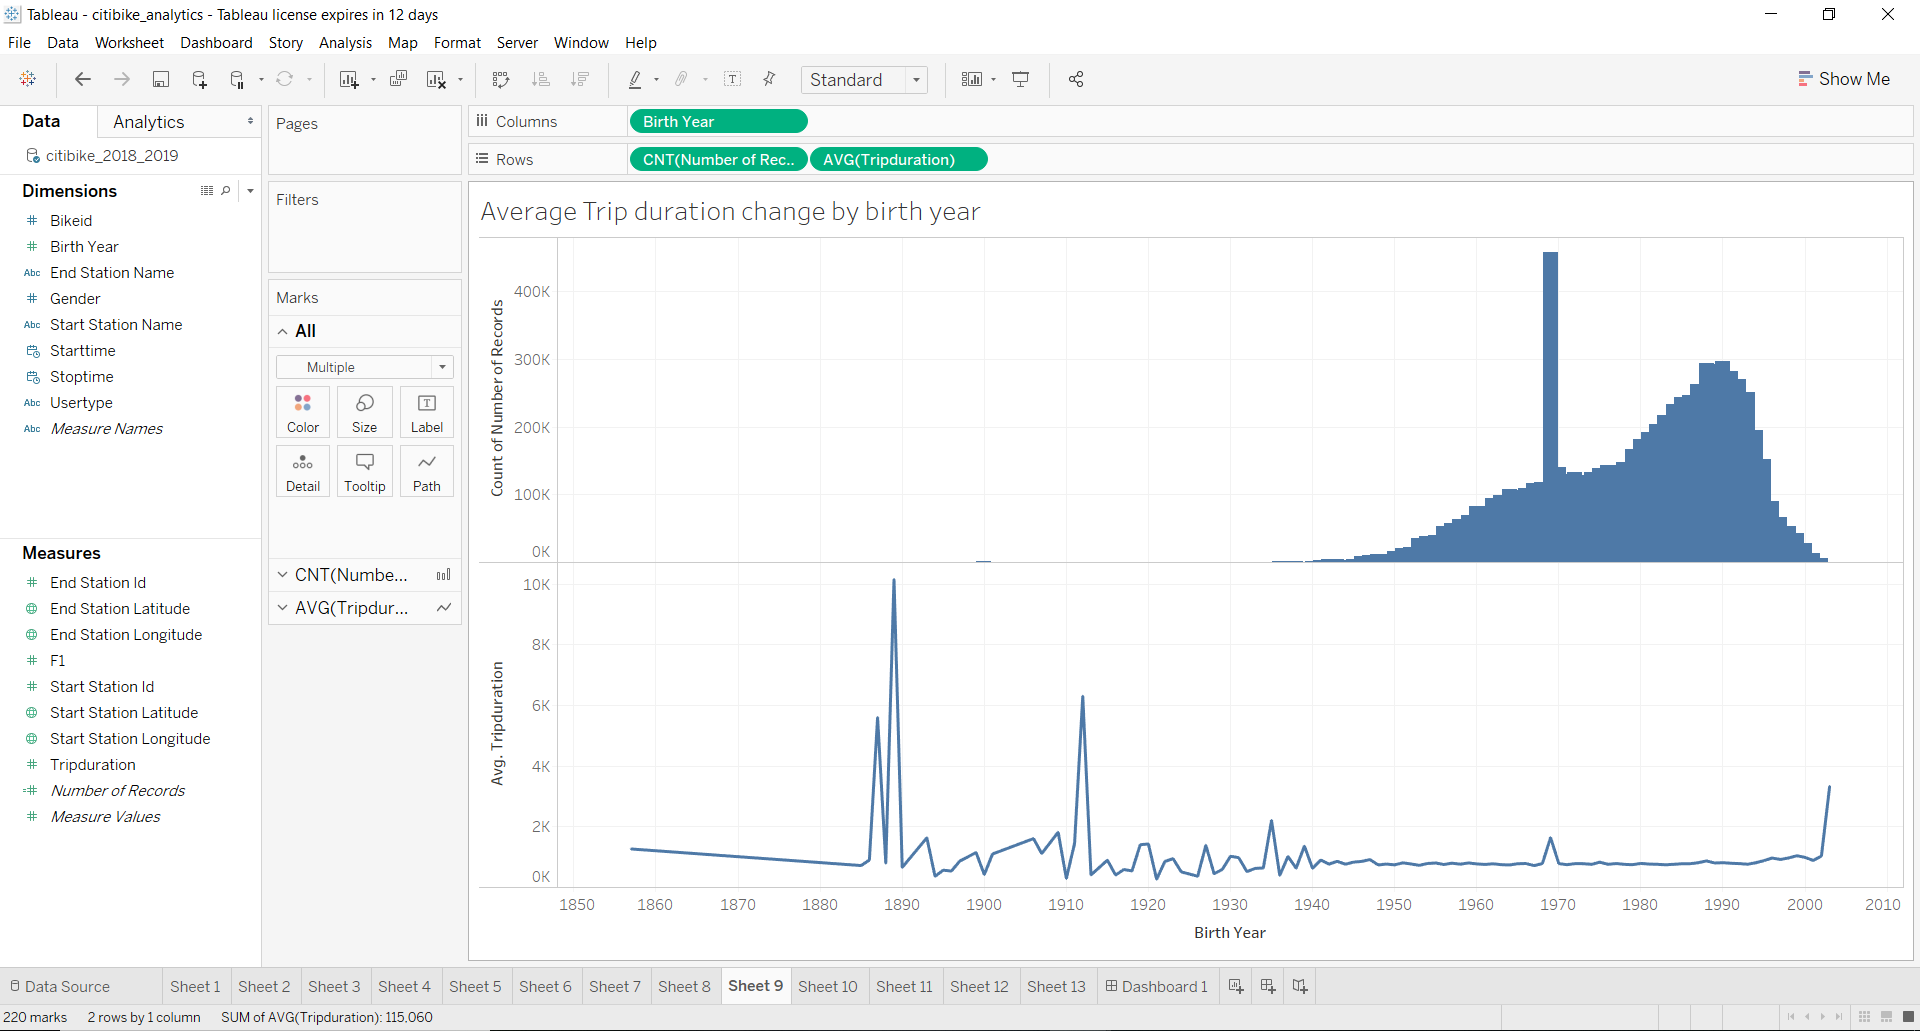 Tableau - citibike_analytics - Tableau license expires in 12 days
File Data Worksheet Dashboard Story Analysis Map Format Server Window Help
Standard
Show Me
Data Analytics
citibike_2018_2019
Dimensions
# Bikeid
# Birth Year
Abc End Station Name
# Gender
Abc Start Station Name
Starttime
Stoptime
Abc Usertype
Abc Measure Names
Measures
# End Station Id
End Station Latitude
End Station Longitude
# F1
# Start Station Id
Start Station Latitude
Start Station Longitude
# Tripduration
=# Number of Records
# Measure Values
Pages
Filters
Marks
All
Multiple
Color Size Label
Detail Tooltip Path
CNT(Numbe...
AVG(Tripdur...
Columns Birth Year
Rows CNT(Number of Rec.. AVG(Tripduration)
Average Trip duration change by birth year
Count of Number of Records
400K
300K
200K
100K
0K
Avg. Tripduration
10K
8K
6K
4K
2K
0K
1850 1860 1870 1880 1890 1900 1910 1920 1930 1940 1950 1960 1970 1980 1990 2000 2010
Birth Year
Data Source Sheet 1 Sheet 2 Sheet 3 Sheet 4 Sheet 5 Sheet 6 Sheet 7 Sheet 8 Sheet 9 Sheet 10 Sheet 11 Sheet 12 Sheet 13 Dashboard 1
220 marks 2 rows by 1 column SUM of AVG(Tripduration): 115,060